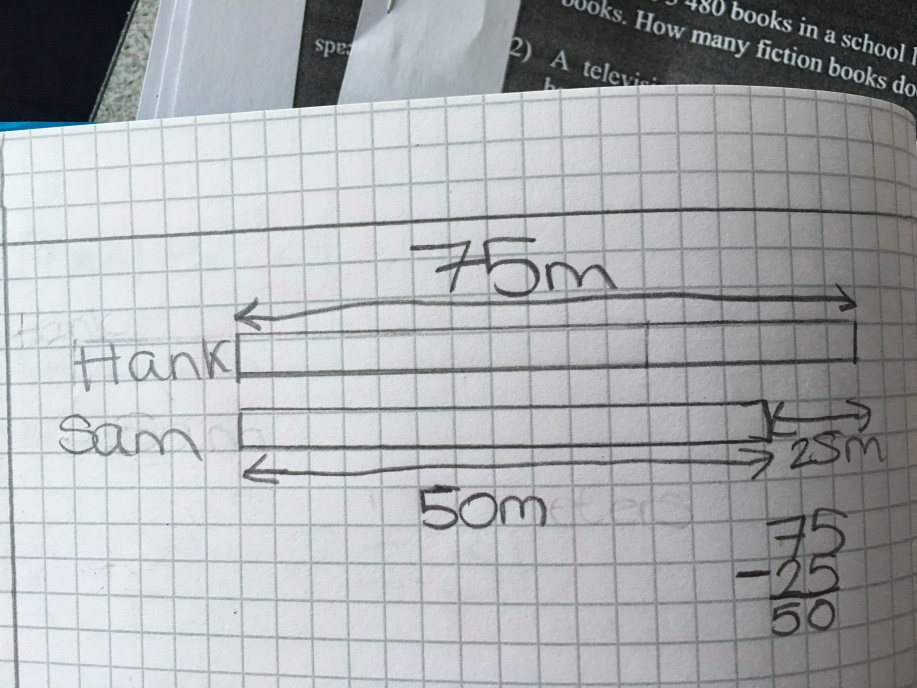 480 books in a school
books. How many fiction books do
2) A televisi
75m
Hank
Sam
25m
50m
75
-25
50